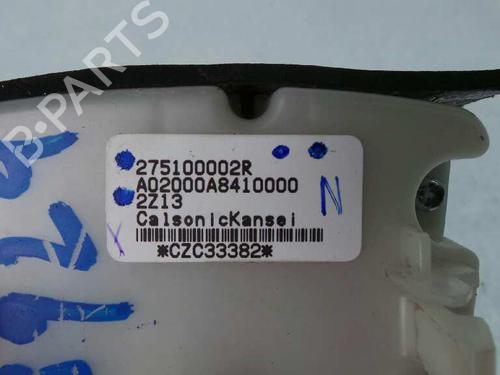 B-PARTS
275100002R
A02000A8410000
2Z13
CalsonicKansei
*CZC33382*
N